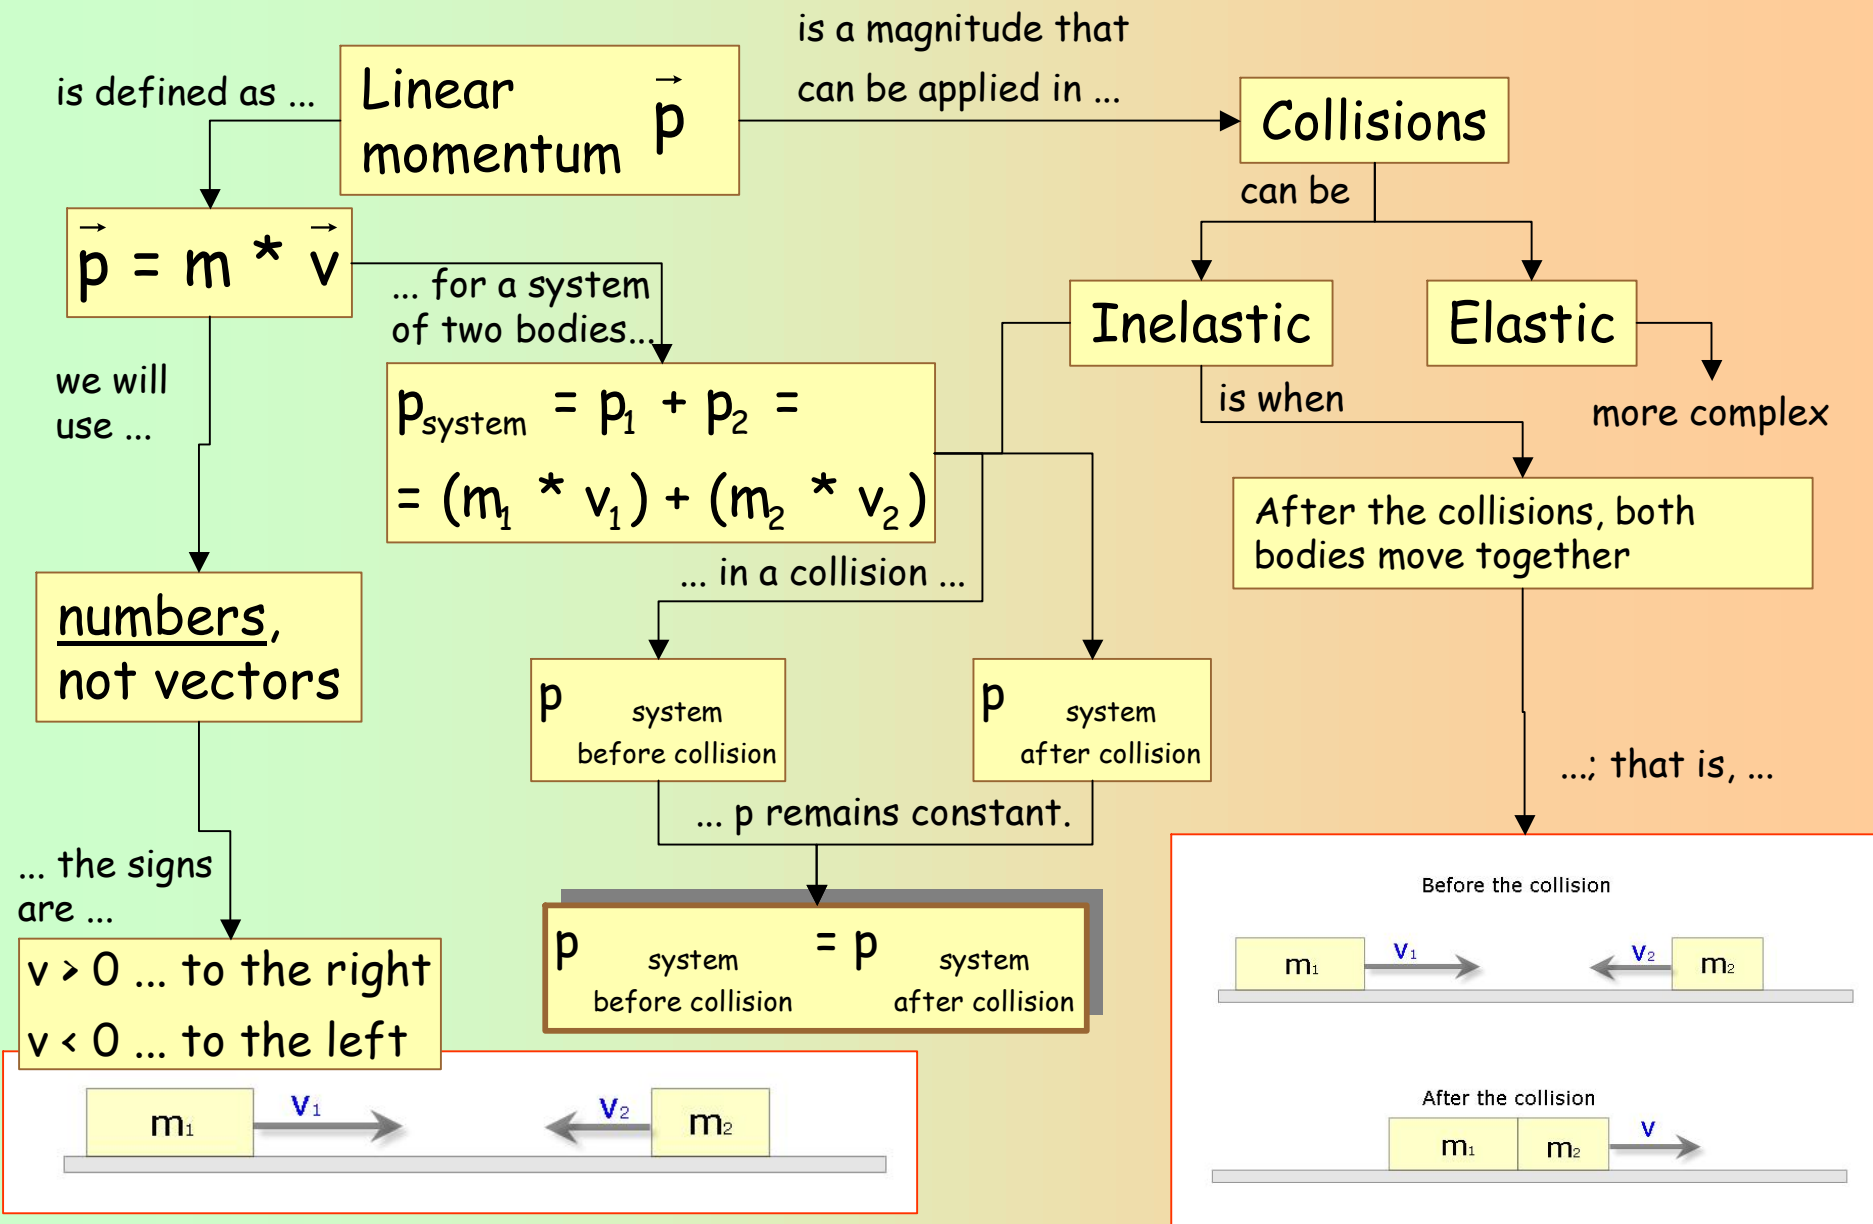 is defined as ...
Linear
momentum p
is a magnitude that
can be applied in ...
Collisions
can be
p = m * v
... for a system
of two bodies...
Inelastic
Elastic
we will
use ...
p₁ system = p₁ + p₂ =
= (m₁ * v₁) + (m₂ * v₂)
is when
more complex
After the collisions, both
bodies move together
... in a collision ...
numbers,
not vectors
p system
before collision
p system
after collision
...; that is, ...
... p remains constant.
... the signs
are ...
v > 0 ... to the right
v < 0 ... to the left
p system = p system
before collision after collision
Before the collision
m₁ v₁ v₂ m₂
After the collision
m₁ m₂ v
m₁ v₁ v₂ m₂